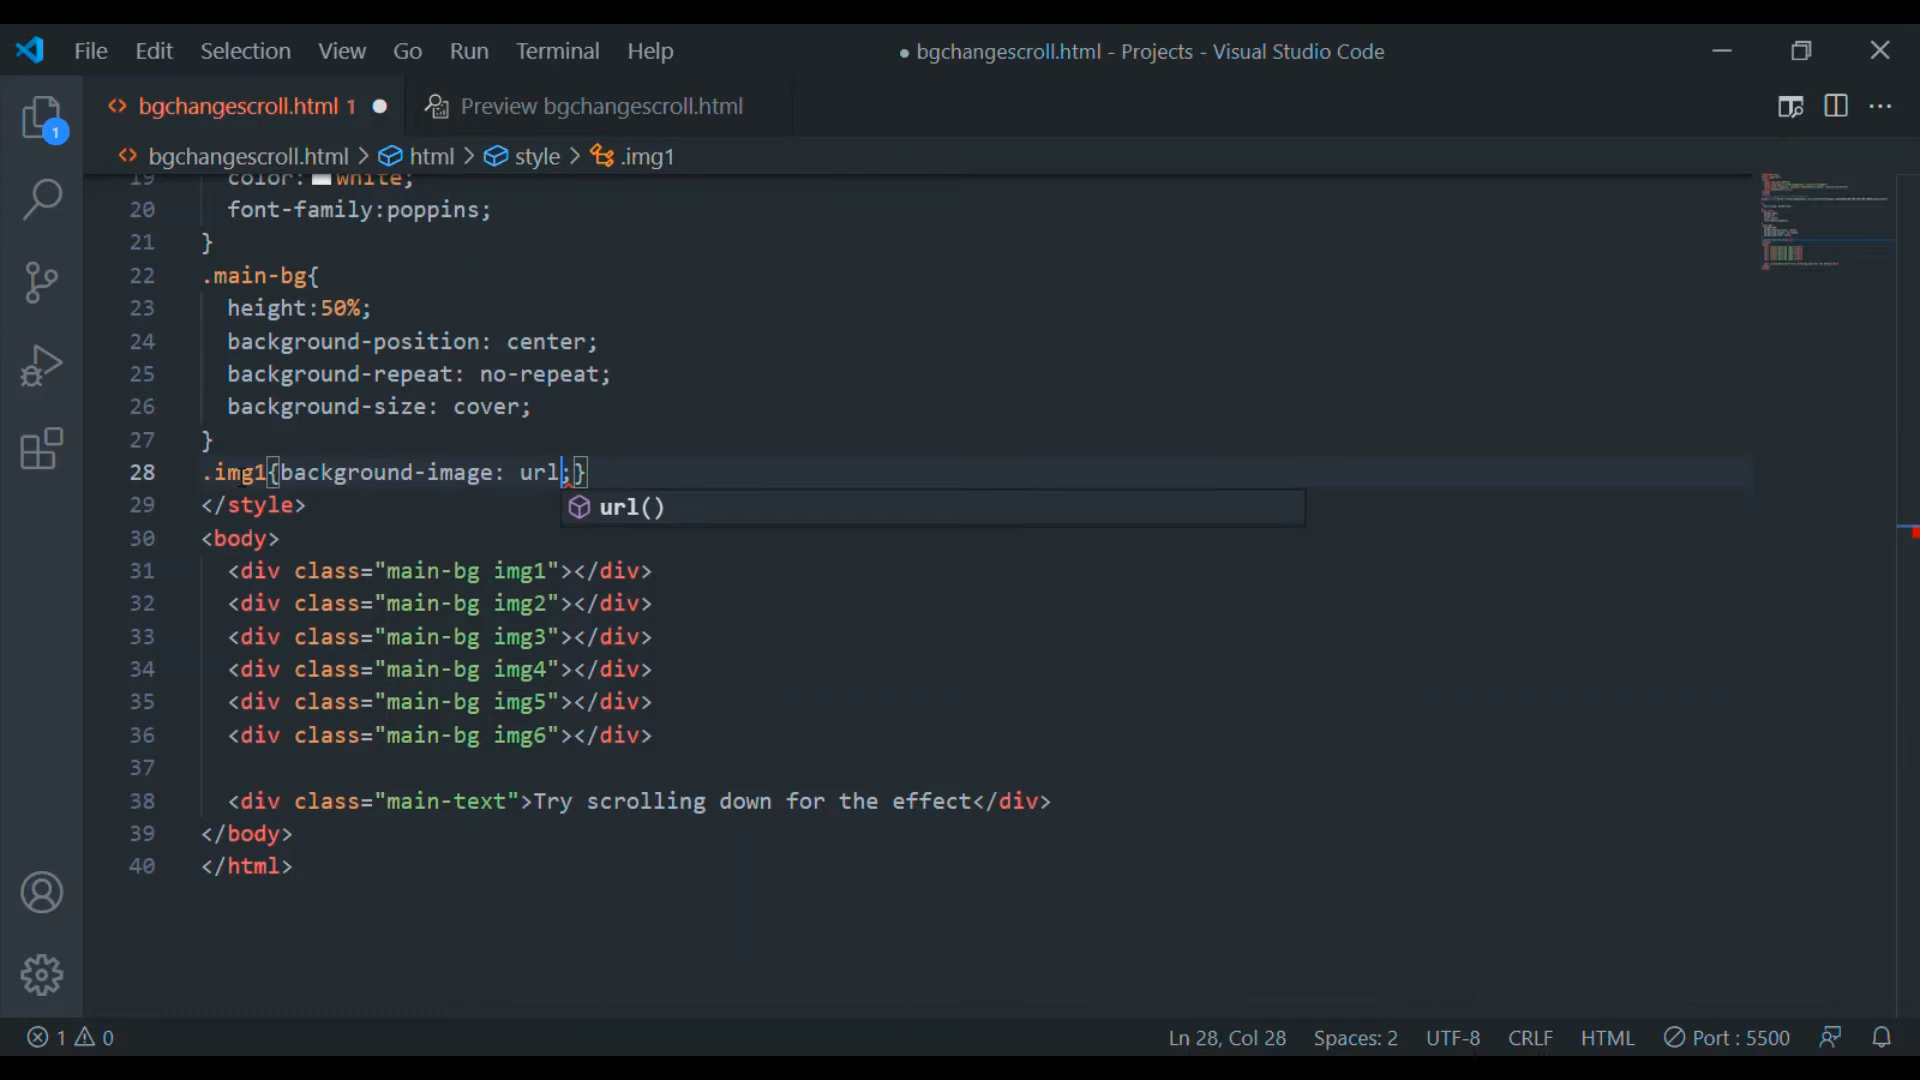 File Edit Selection View Go Run Terminal Help ● bgchangescroll.html - Projects - Visual Studio Code
<> bgchangescroll.html 1 ● Preview bgchangescroll.html
<> bgchangescroll.html > html > style > .img1
1
19 color: white;
20 font-family:poppins;
21 }
22 .main-bg{
23 height:50%;
24 background-position: center;
25 background-repeat: no-repeat;
26 background-size: cover;
27 }
28 .img1{background-image: url;}
29 </style>
url()
30 <body>
31 <div class="main-bg img1"></div>
32 <div class="main-bg img2"></div>
33 <div class="main-bg img3"></div>
34 <div class="main-bg img4"></div>
35 <div class="main-bg img5"></div>
36 <div class="main-bg img6"></div>
37
38 <div class="main-text">Try scrolling down for the effect</div>
39 </body>
40 </html>
1 0 Ln 28, Col 28 Spaces: 2 UTF-8 CRLF HTML Port : 5500